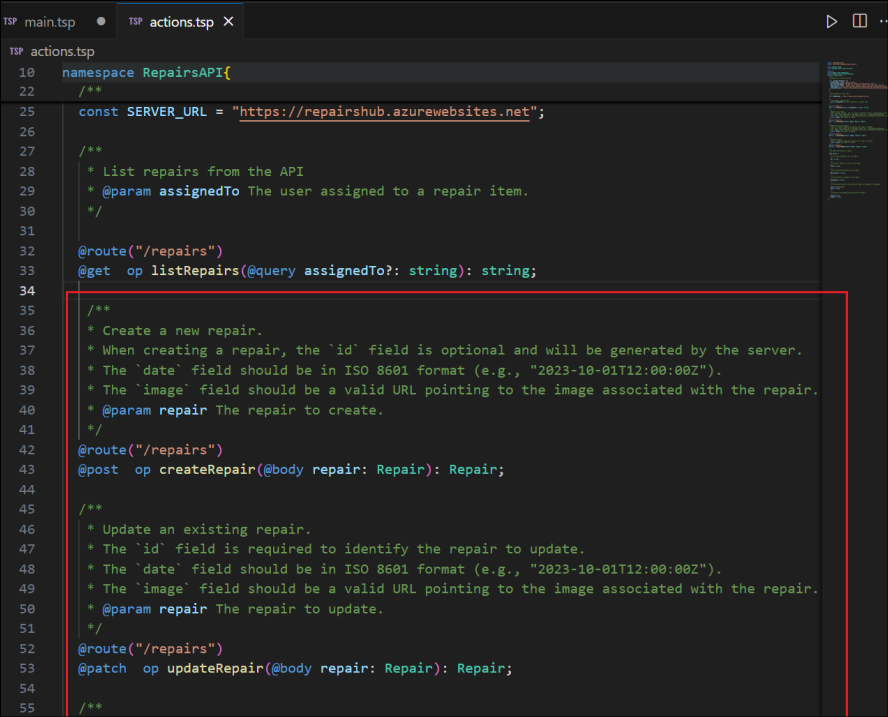 TSP main.tsp ● TSP actions.tsp ×
TSP actions.tsp
10 namespace RepairsAPI{
22 /**
25 const SERVER_URL = "https://repairshub.azurewebsites.net";
26
27 /**
28 * List repairs from the API
29 * @param assignedTo The user assigned to a repair item.
30 */
31
32 @route("/repairs")
33 @get  op listRepairs(@query assignedTo?: string): string;
34
35 /**
36 * Create a new repair.
37 * When creating a repair, the `id` field is optional and will be generated by the server.
38 * The `date` field should be in ISO 8601 format (e.g., "2023-10-01T12:00:00Z").
39 * The `image` field should be a valid URL pointing to the image associated with the repair.
40 * @param repair The repair to create.
41 */
42 @route("/repairs")
43 @post  op createRepair(@body repair: Repair): Repair;
44
45 /**
46 * Update an existing repair.
47 * The `id` field is required to identify the repair to update.
48 * The `date` field should be in ISO 8601 format (e.g., "2023-10-01T12:00:00Z").
49 * The `image` field should be a valid URL pointing to the image associated with the repair.
50 * @param repair The repair to update.
51 */
52 @route("/repairs")
53 @patch  op updateRepair(@body repair: Repair): Repair;
54
55 /**